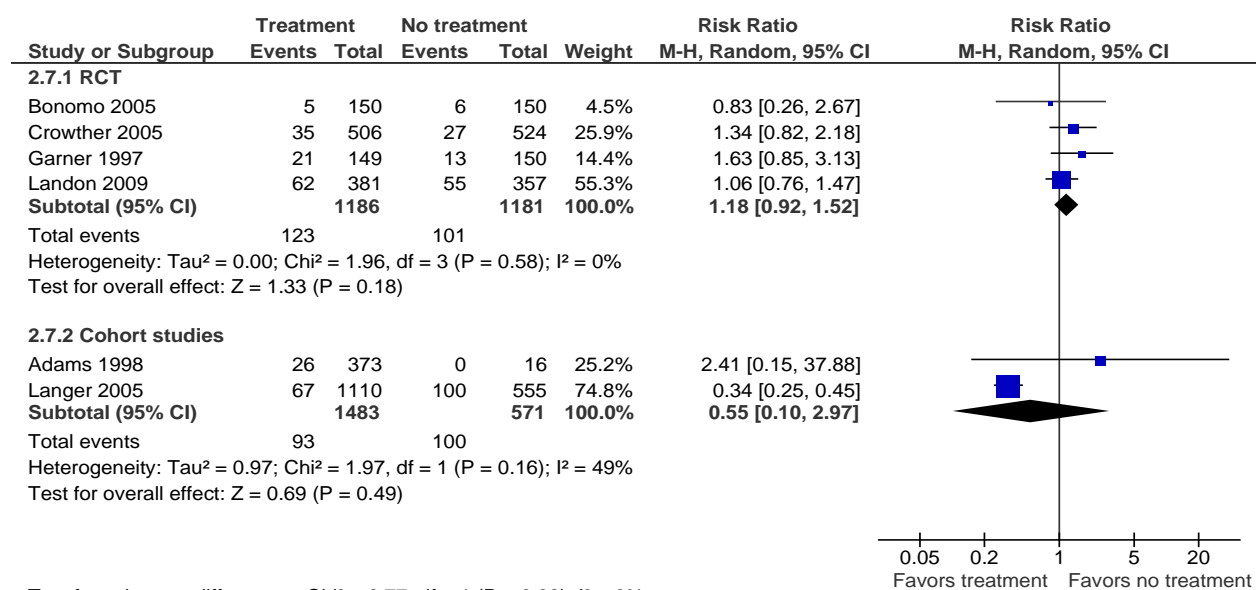 Treatment No treatment Risk Ratio Risk Ratio
Study or Subgroup Events Total Events Total Weight M-H, Random, 95% CI M-H, Random, 95% CI
2.7.1 RCT
Bonomo 2005 5 150 6 150 4.5% 0.83 [0.26, 2.67]
Crowther 2005 35 506 27 524 25.9% 1.34 [0.82, 2.18]
Garner 1997 21 149 13 150 14.4% 1.63 [0.85, 3.13]
Landon 2009 62 381 55 357 55.3% 1.06 [0.76, 1.47]
Subtotal (95% CI) 1186 1181 100.0% 1.18 [0.92, 1.52]
Total events 123 101
Heterogeneity: Tau² = 0.00; Chi² = 1.96, df = 3 (P = 0.58); I² = 0%
Test for overall effect: Z = 1.33 (P = 0.18)
2.7.2 Cohort studies
Adams 1998 26 373 0 16 25.2% 2.41 [0.15, 37.88]
Langer 2005 67 1110 100 555 74.8% 0.34 [0.25, 0.45]
Subtotal (95% CI) 1483 571 100.0% 0.55 [0.10, 2.97]
Total events 93 100
Heterogeneity: Tau² = 0.97; Chi² = 1.97, df = 1 (P = 0.16); I² = 49%
Test for overall effect: Z = 0.69 (P = 0.49)
0.05 0.2 1 5 20
Favors treatment Favors no treatment